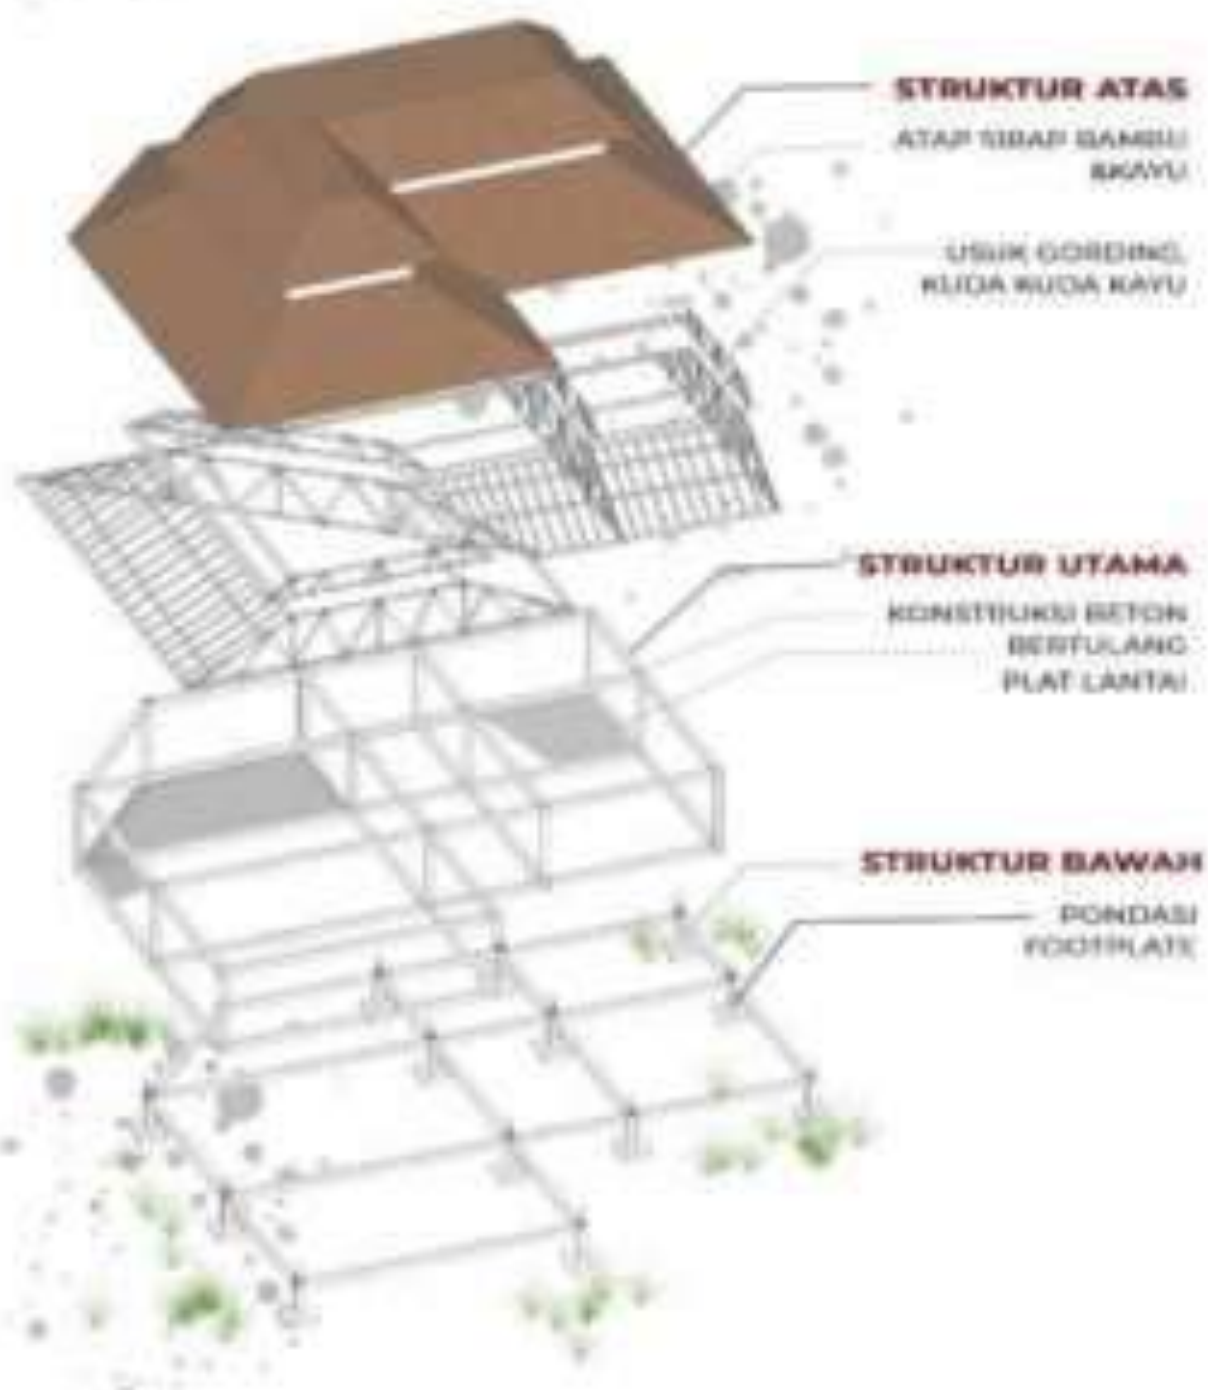 STRUKTUR ATAS
ATAP SIRAP BAMBU
&KAYU
USUK GORDING,
KUDA KUDA KAYU
STRUKTUR UTAMA
KONSTRUKSI BETON
BERTULANG
PLAT LANTAI
STRUKTUR BAWAH
PONDASI
FOOTPLATE